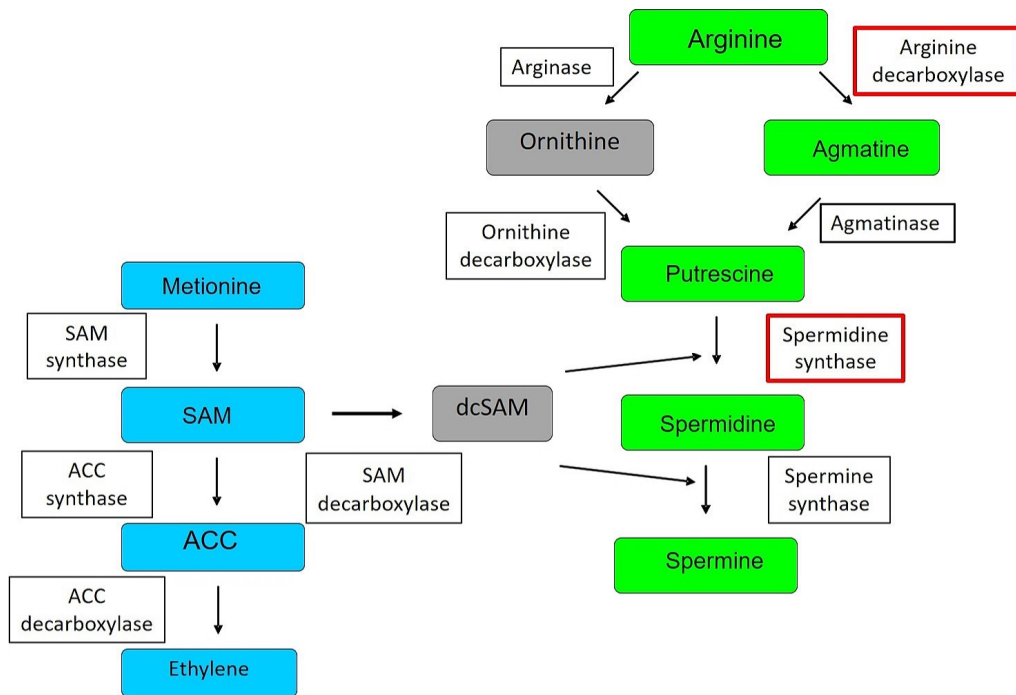 Arginine
Arginase
Arginine
decarboxylase
Ornithine
Agmatine
Ornithine
decarboxylase
Agmatinase
Putrescine
Metionine
SAM
synthase
Spermidine
synthase
SAM
dcSAM
Spermidine
ACC
synthase
SAM
decarboxylase
Spermine
synthase
ACC
Spermine
ACC
decarboxylase
Ethylene